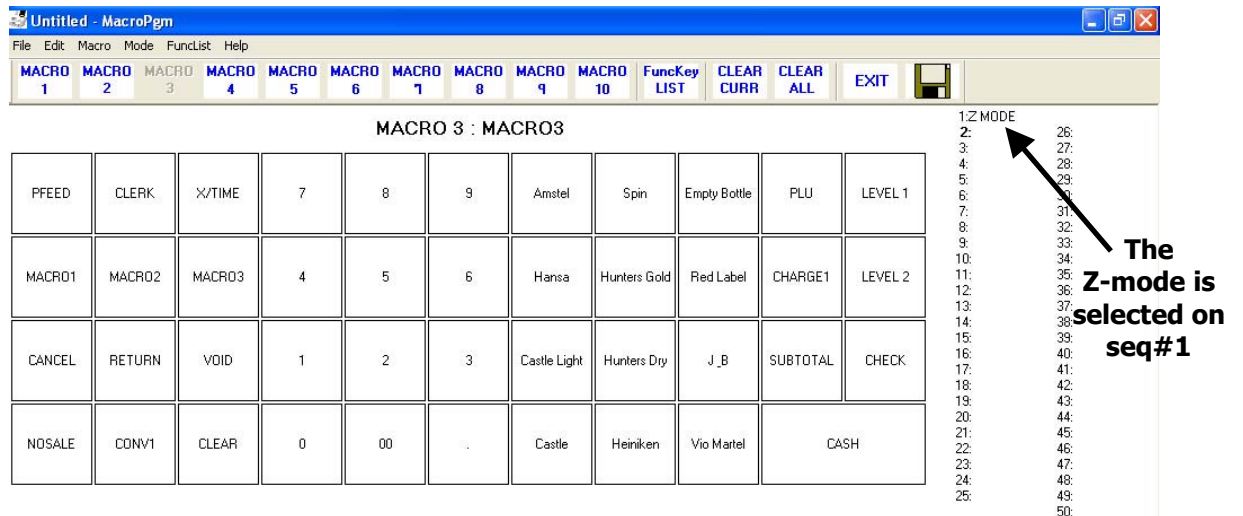 Untitled - MacroPgm
File Edit Macro Mode FuncList Help
MACRO 1 MACRO 2 MACRO 3 MACRO 4 MACRO 5 MACRO 6 MACRO 7 MACRO 8 MACRO 9 MACRO 10 FuncKey LIST CLEAR CURR CLEAR ALL EXIT
MACRO 3 : MACRO3
PFEED CLERK X/TIME 7 8 9 Amstel Spin Empty Bottle PLU LEVEL 1
MACRO1 MACRO2 MACRO3 4 5 6 Hansa Hunters Gold Red Label CHARGE1 LEVEL 2
CANCEL RETURN VOID 1 2 3 Castle Light Hunters Dry J_B SUBTOTAL CHECK
NOSALE CONV1 CLEAR 0 00 . Castle Heiniken Vio Martel CASH
1:Z MODE
2: 26:
3: 27:
4: 28:
5: 29:
6: 30:
7: 31:
8: 32:
9: 33:
10: 34:
11: 35:
12: 36:
13: 37:
14: 38:
15: 39:
16: 40:
17: 41:
18: 42:
19: 43:
20: 44:
21: 45:
22: 46:
23: 47:
24: 48:
25: 49:
50:
The
Z-mode is
selected on
seq#1